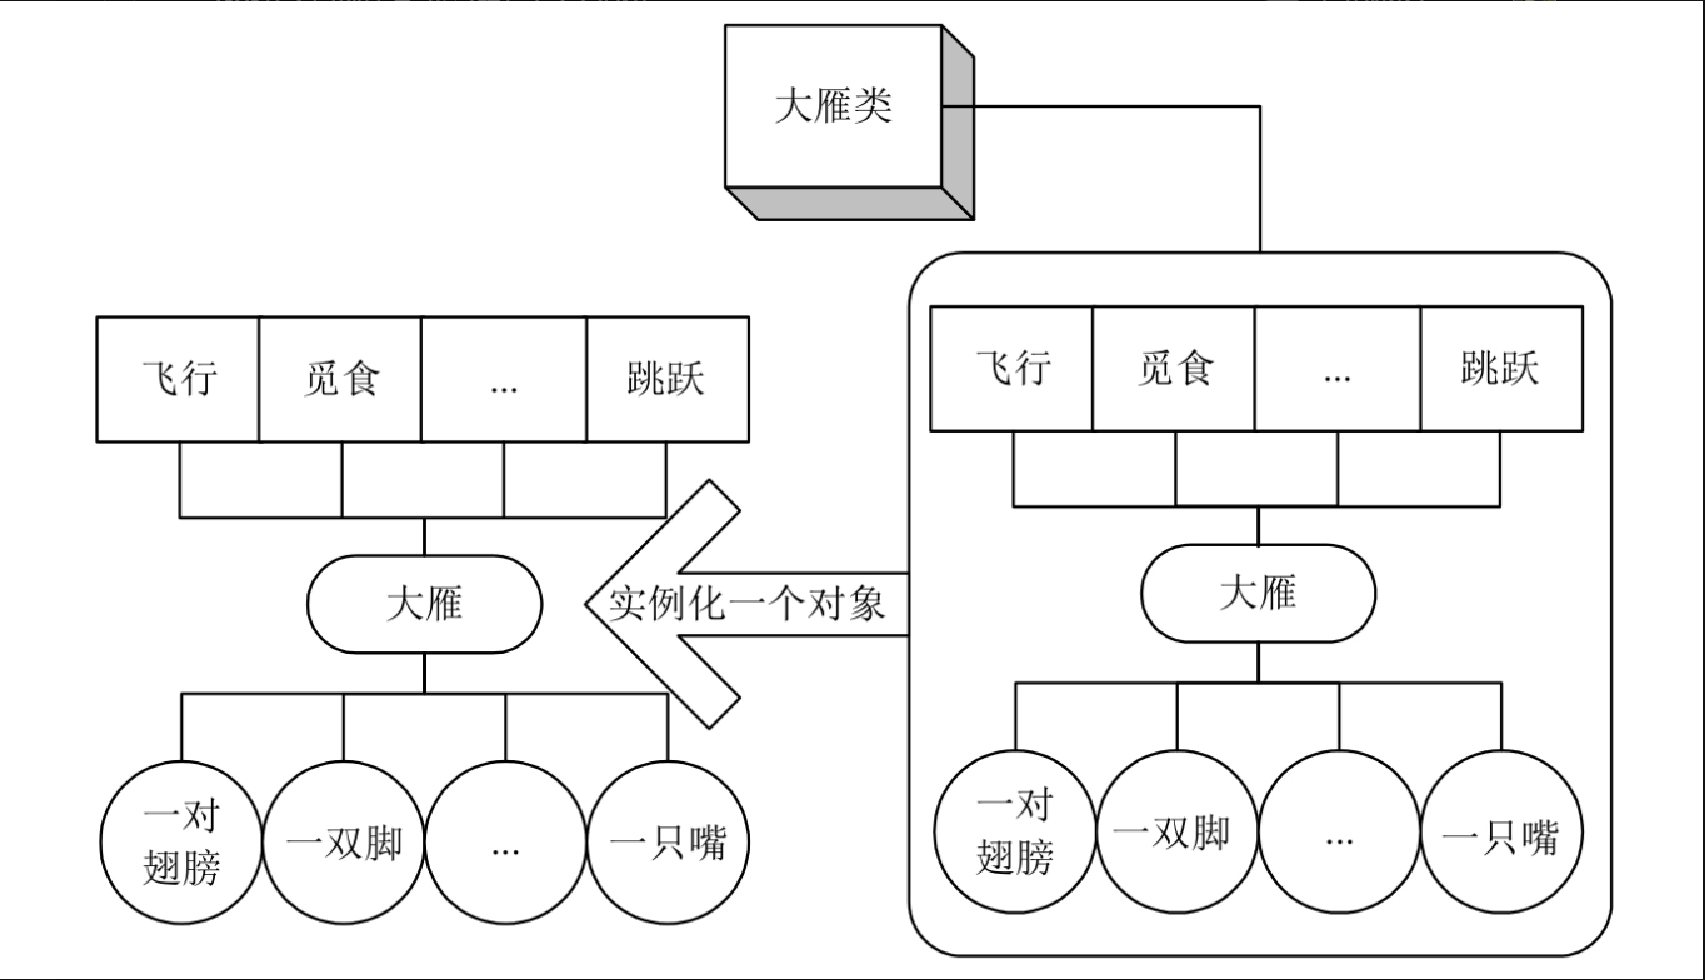 大雁类
飞行 觅食 ... 跳跃
大雁
一对
翅膀
一双脚
...
一只嘴
实例化一个对象
飞行 觅食 ... 跳跃
大雁
一对
翅膀
一双脚
...
一只嘴